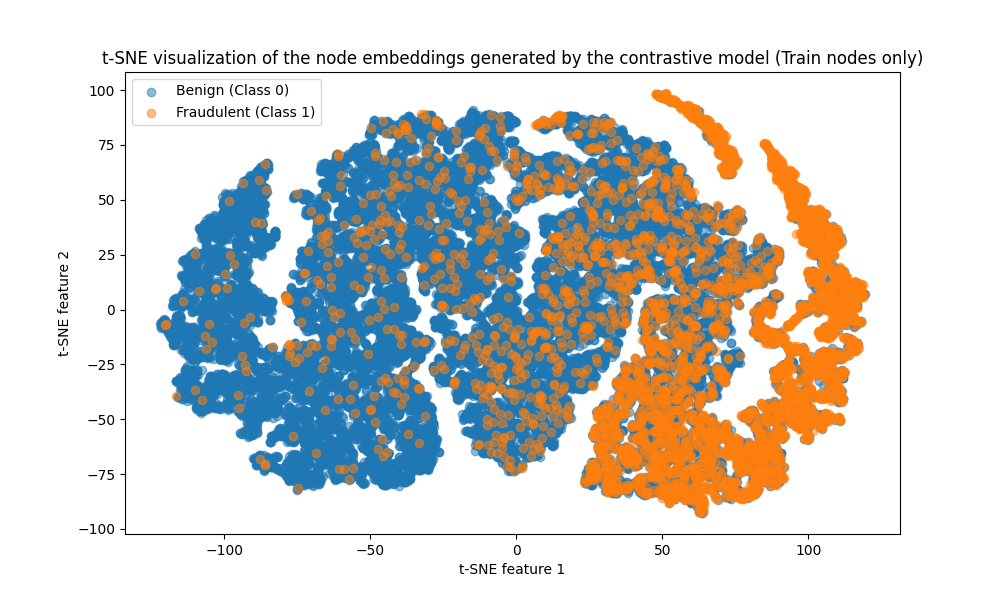 t-SNE visualization of the node embeddings generated by the contrastive model (Train nodes only)
Benign (Class 0)
Fraudulent (Class 1)
100
75
50
25
0
−25
−50
−75
−100
t-SNE feature 2
−100 −50 0 50 100
t-SNE feature 1